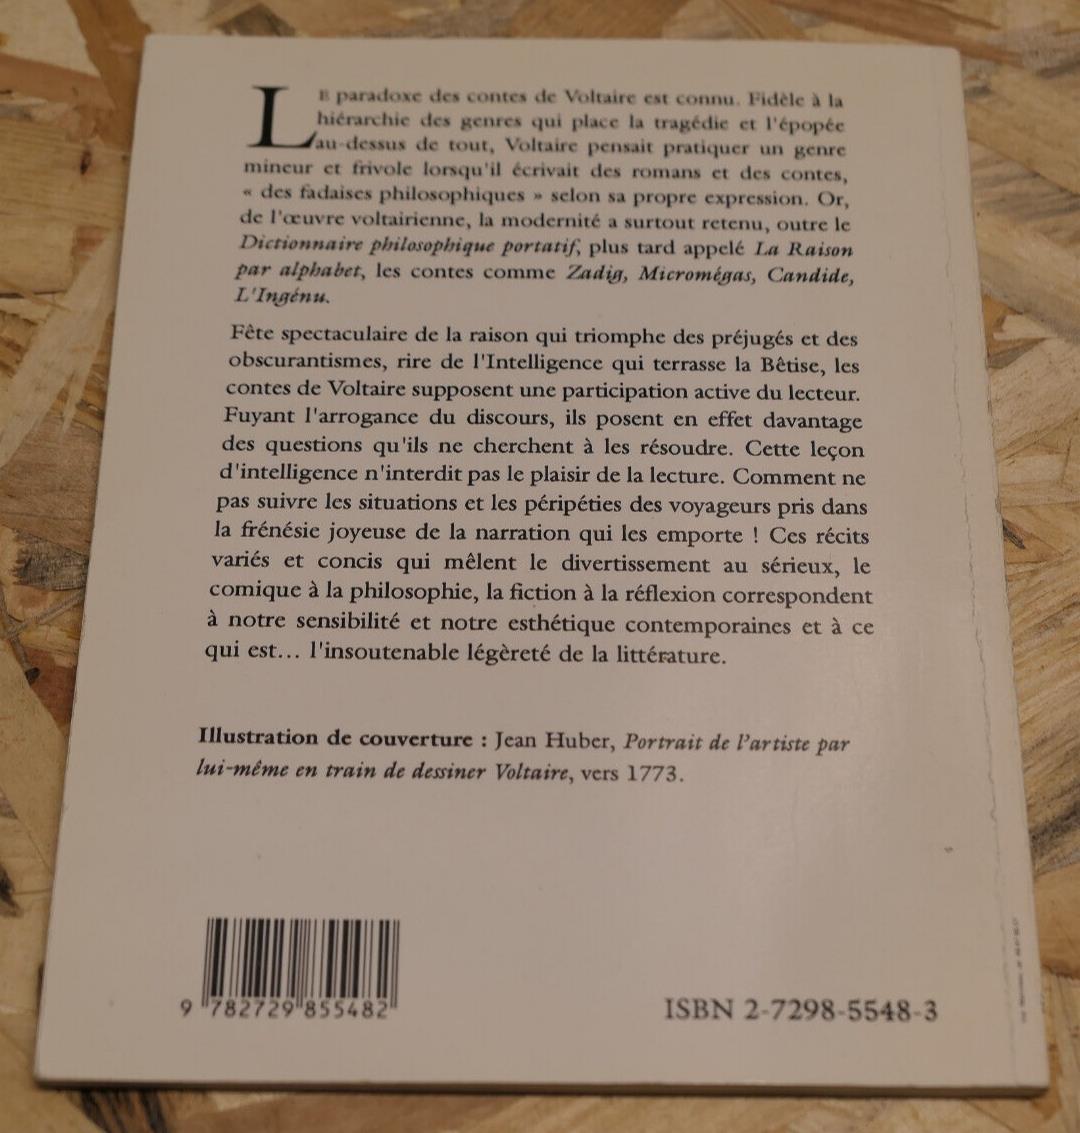 LE paradoxe des contes de Voltaire est connu. Fidèle à la
hiérarchie des genres qui place la tragédie et l'épopée
au-dessus de tout, Voltaire pensait pratiquer un genre
mineur et frivole lorsqu'il écrivait des romans et des contes,
« des fadaises philosophiques » selon sa propre expression. Or,
de l'œuvre voltairienne, la modernité a surtout retenu, outre le
Dictionnaire philosophique portatif, plus tard appelé La Raison
par alphabet, les contes comme Zadig, Micromégas, Candide,
L'Ingénu.
Fête spectaculaire de la raison qui triomphe des préjugés et des
obscurantismes, rire de l'Intelligence qui terrasse la Bêtise, les
contes de Voltaire supposent une participation active du lecteur.
Fuyant l'arrogance du discours, ils posent en effet davantage
des questions qu'ils ne cherchent à les résoudre. Cette leçon
d'intelligence n'interdit pas le plaisir de la lecture. Comment ne
pas suivre les situations et les péripéties des voyageurs pris dans
la frénésie joyeuse de la narration qui les emporte ! Ces récits
variés et concis qui mêlent le divertissement au sérieux, le
comique à la philosophie, la fiction à la réflexion correspondent
à notre sensibilité et notre esthétique contemporaines et à ce
qui est... l'insoutenable légèreté de la littérature.
Illustration de couverture : Jean Huber, Portrait de l'artiste par
lui-même en train de dessiner Voltaire, vers 1773.
9 782729 855482
ISBN 2-7298-5548-3